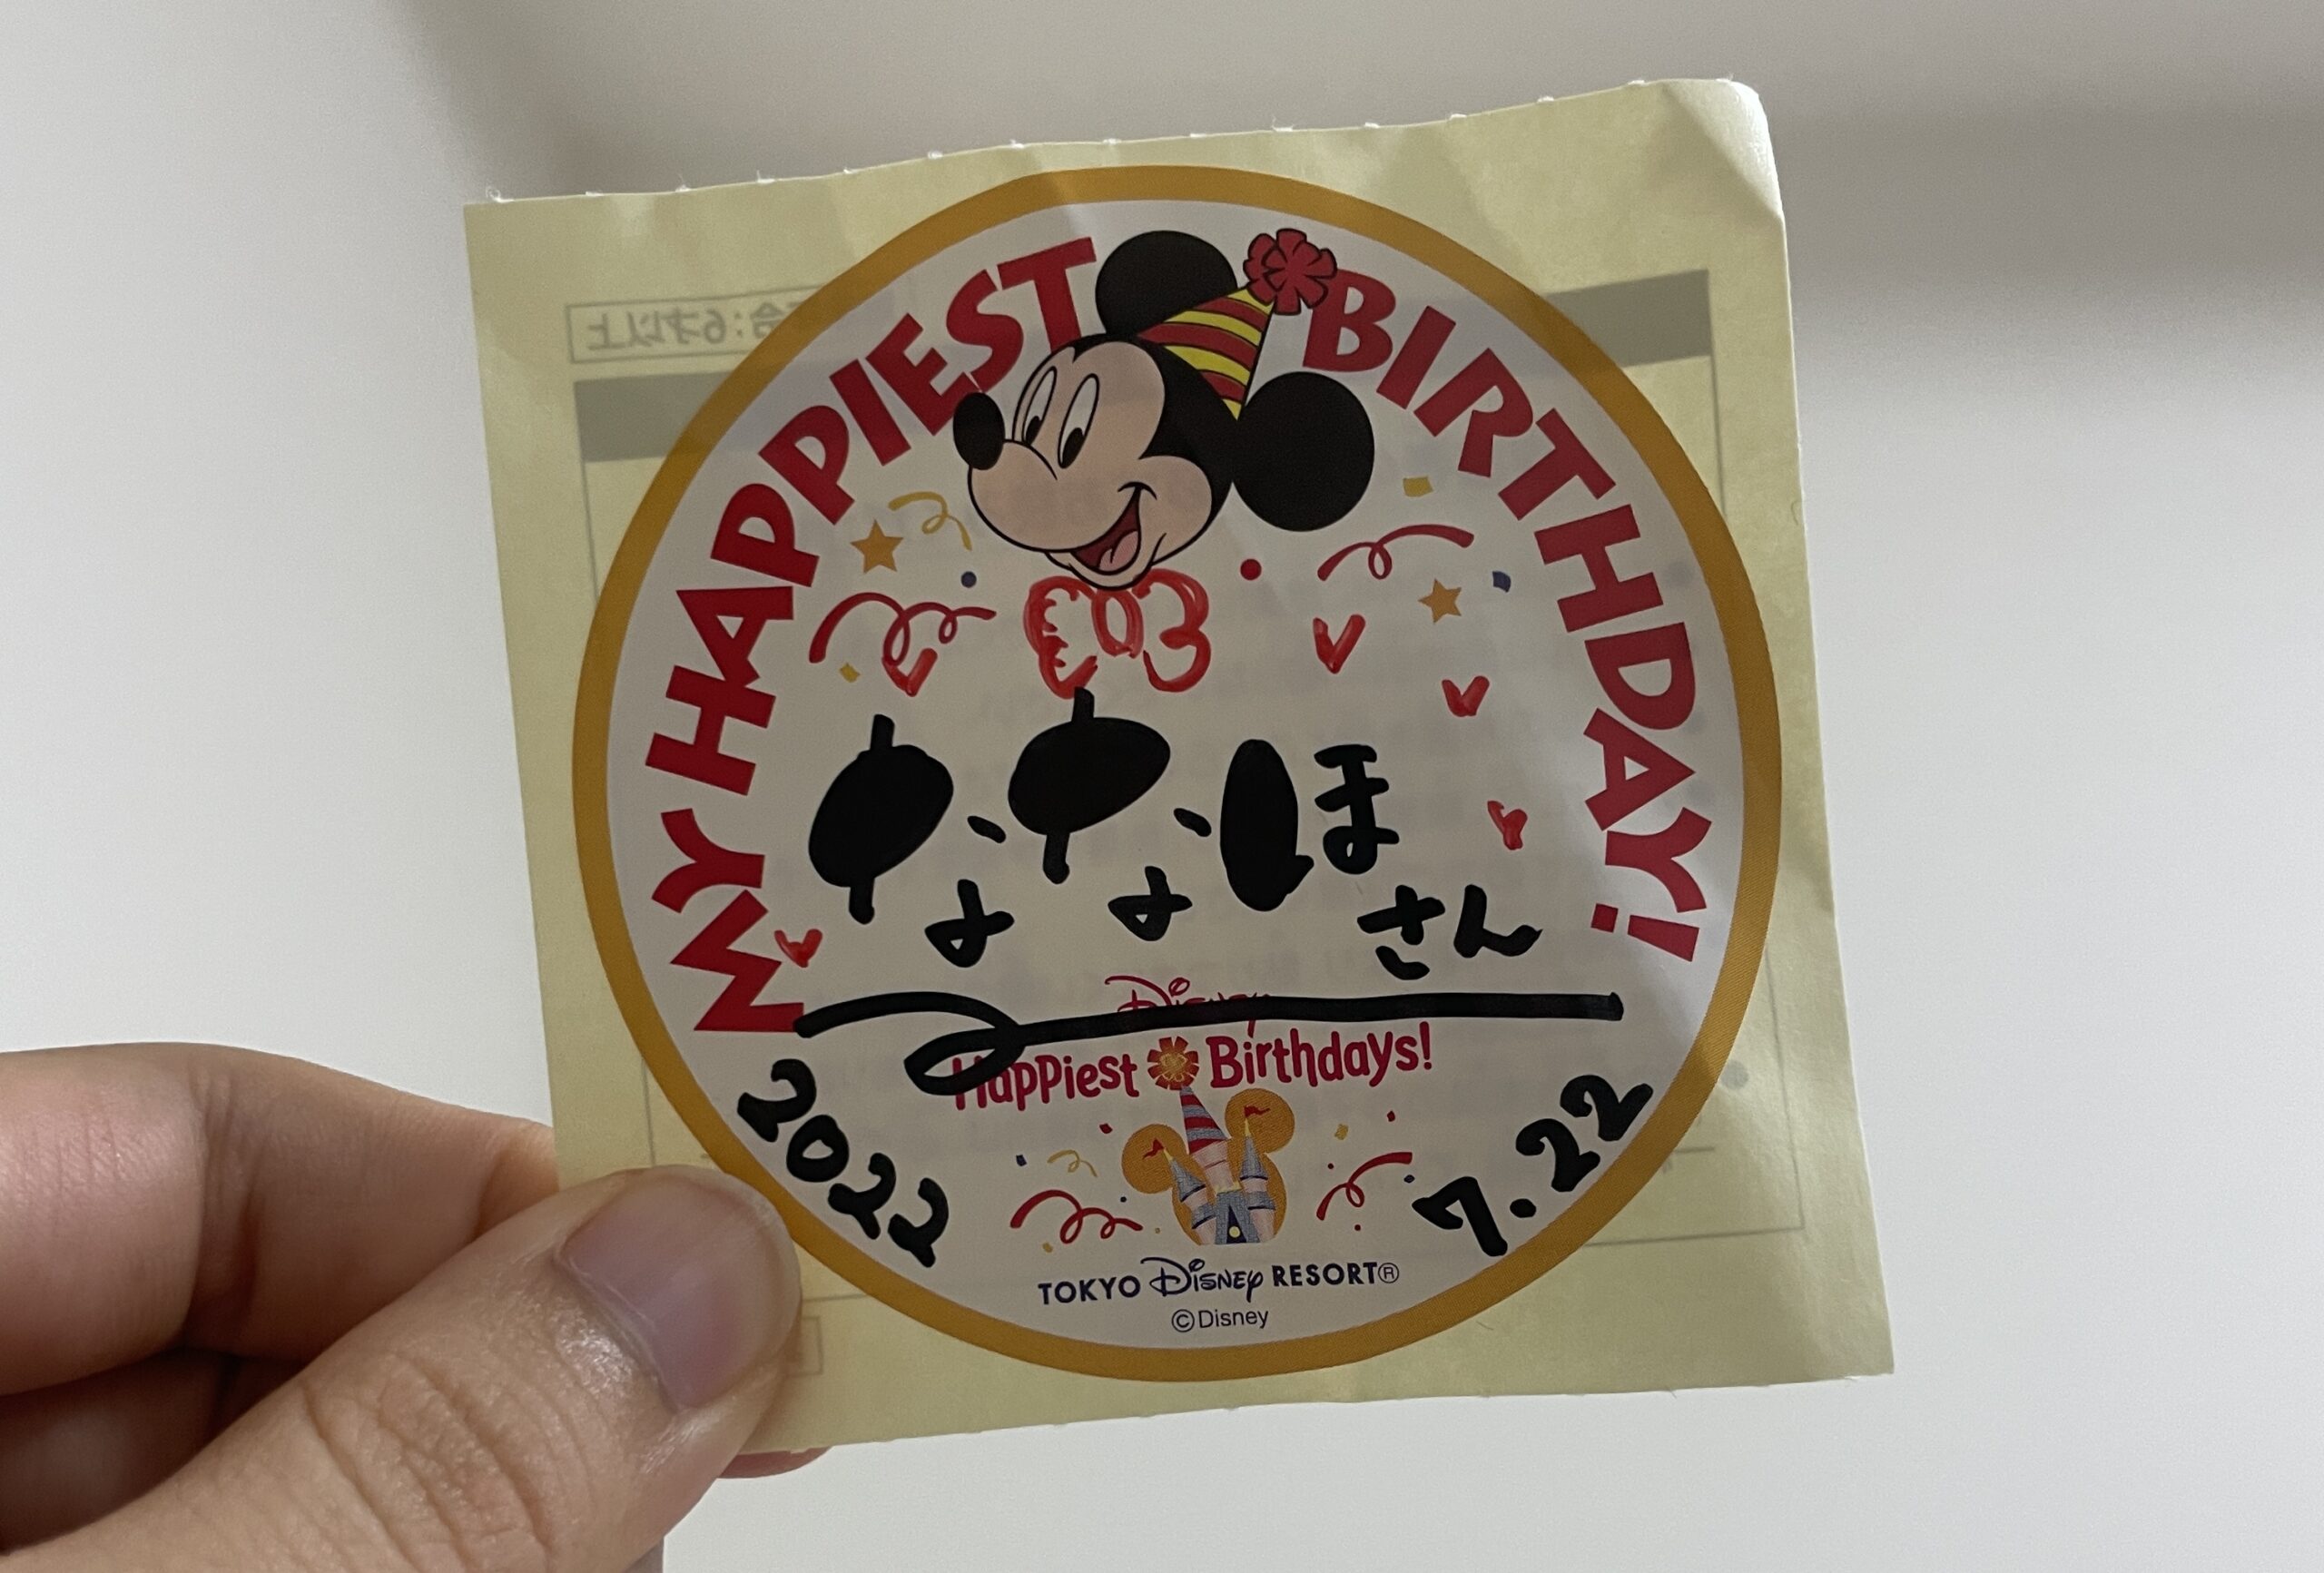 MY HAPPIEST BIRTHDAY!
ななほ
さん
Disney
Happiest Birthdays!
2022
7.22
TOKYO Disney RESORT®
©Disney